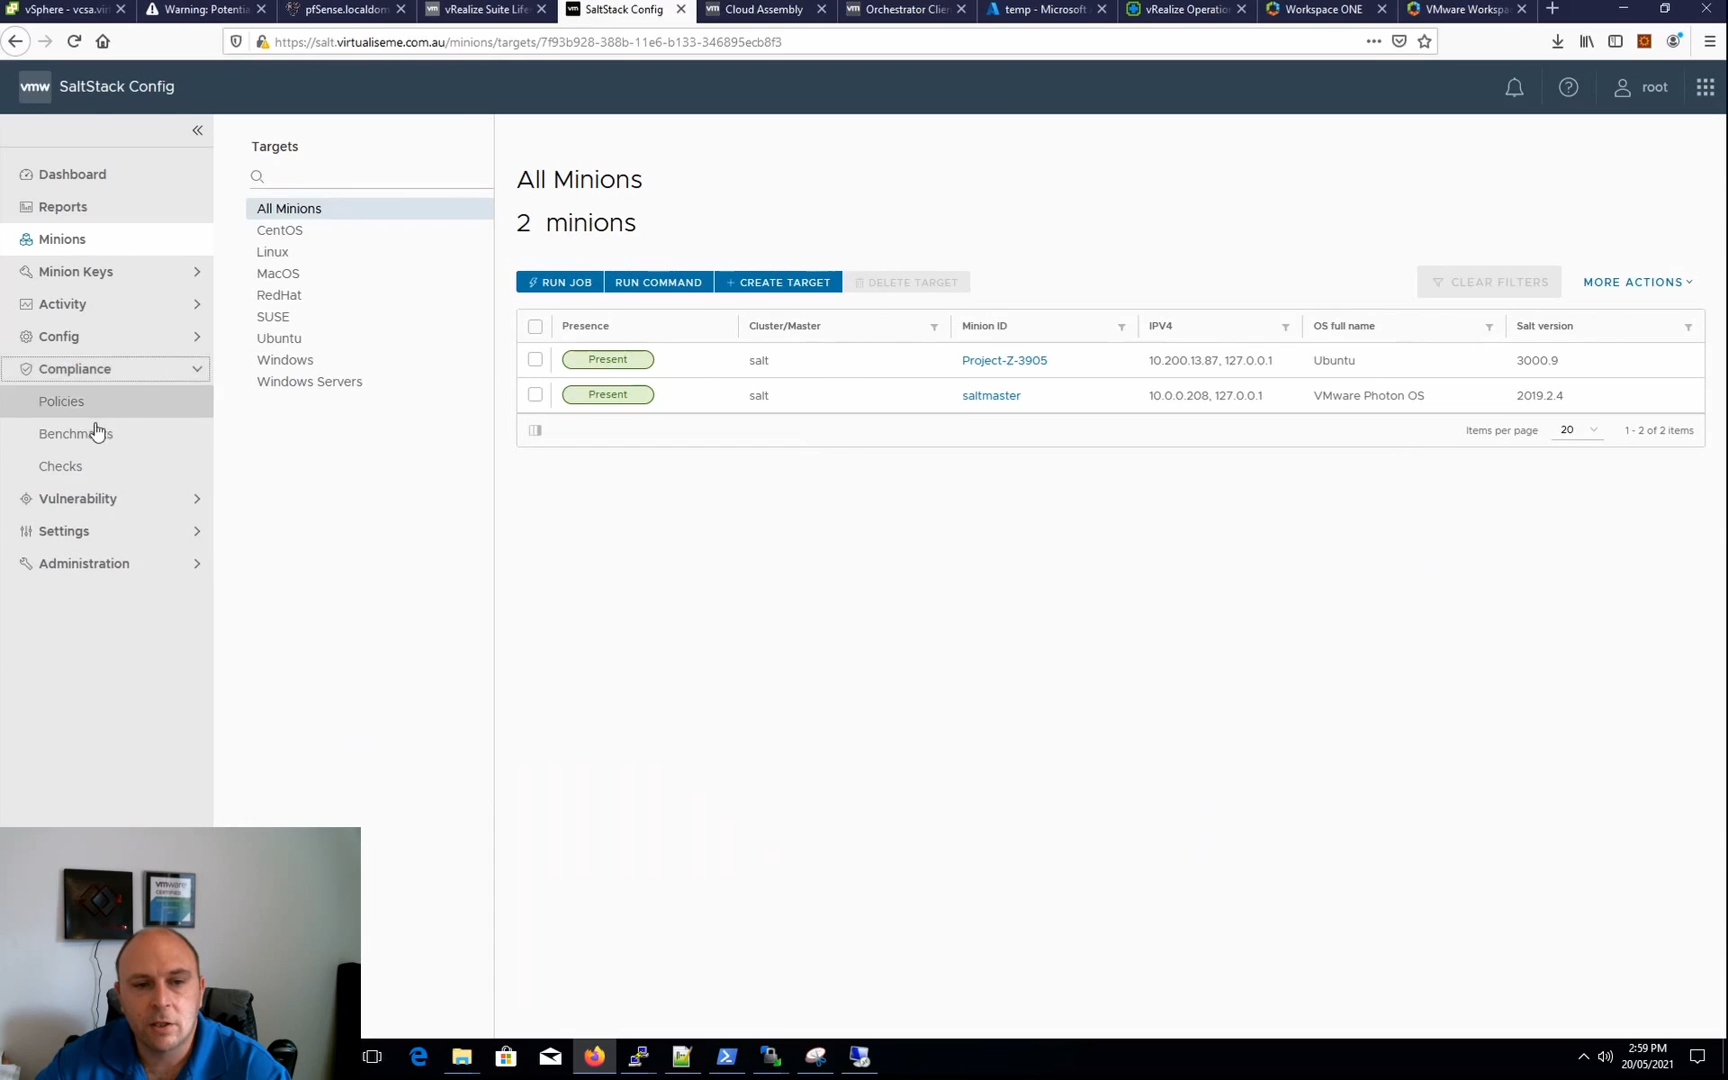 vSphere - vcsa.vir
Warning: Potentia
pfSense.localdom
vRealize Suite Life
SaltStack Config
Cloud Assembly
Orchestrator Clien
temp - Microsoft
vRealize Operation
Workspace ONE
VMware Workspa
https://salt.virtualiseme.com.au/minions/targets/7f93b928-388b-11e6-b133-346895ecb8f3
vmw SaltStack Config
root
Dashboard
Reports
Minions
Minion Keys
Activity
Config
Compliance
Policies
Benchmarks
Checks
Vulnerability
Settings
Administration
Targets
All Minions
CentOS
Linux
MacOS
RedHat
SUSE
Ubuntu
Windows
Windows Servers
All Minions
2 minions
RUN JOB RUN COMMAND + CREATE TARGET DELETE TARGET CLEAR FILTERS MORE ACTIONS
Presence Cluster/Master Minion ID IPV4 OS full name Salt version
Present salt Project-Z-3905 10.200.13.87, 127.0.0.1 Ubuntu 3000.9
Present salt saltmaster 10.0.0.208, 127.0.0.1 VMware Photon OS 2019.2.4
Items per page 20 1 - 2 of 2 items
vmware
2:59 PM
20/05/2021